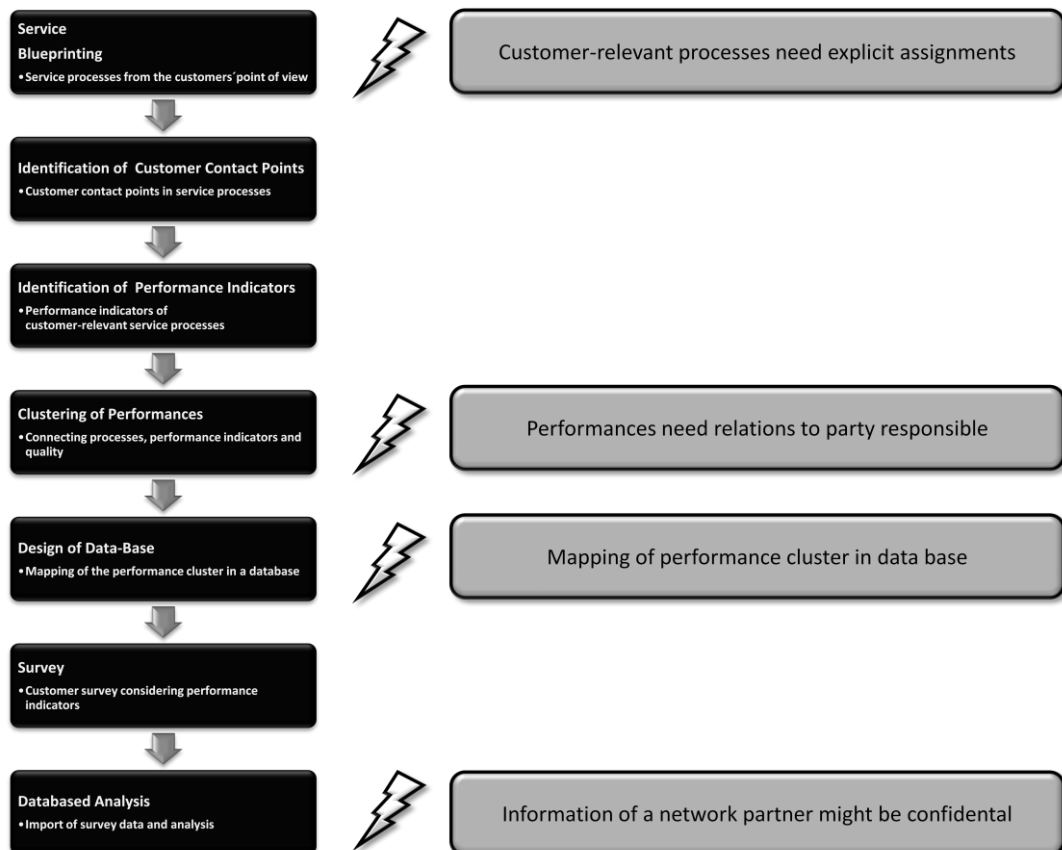 Service
Blueprinting
• Service processes from the customers´point of view
Customer-relevant processes need explicit assignments
Identification of Customer Contact Points
• Customer contact points in service processes
Identification of Performance Indicators
• Performance indicators of
customer-relevant service processes
Clustering of Performances
• Connecting processes, performance indicators and
quality
Performances need relations to party responsible
Design of Data-Base
• Mapping of the performance cluster in a database
Mapping of performance cluster in data base
Survey
• Customer survey considering performance
indicators
Databased Analysis
• Import of survey data and analysis
Information of a network partner might be confidental